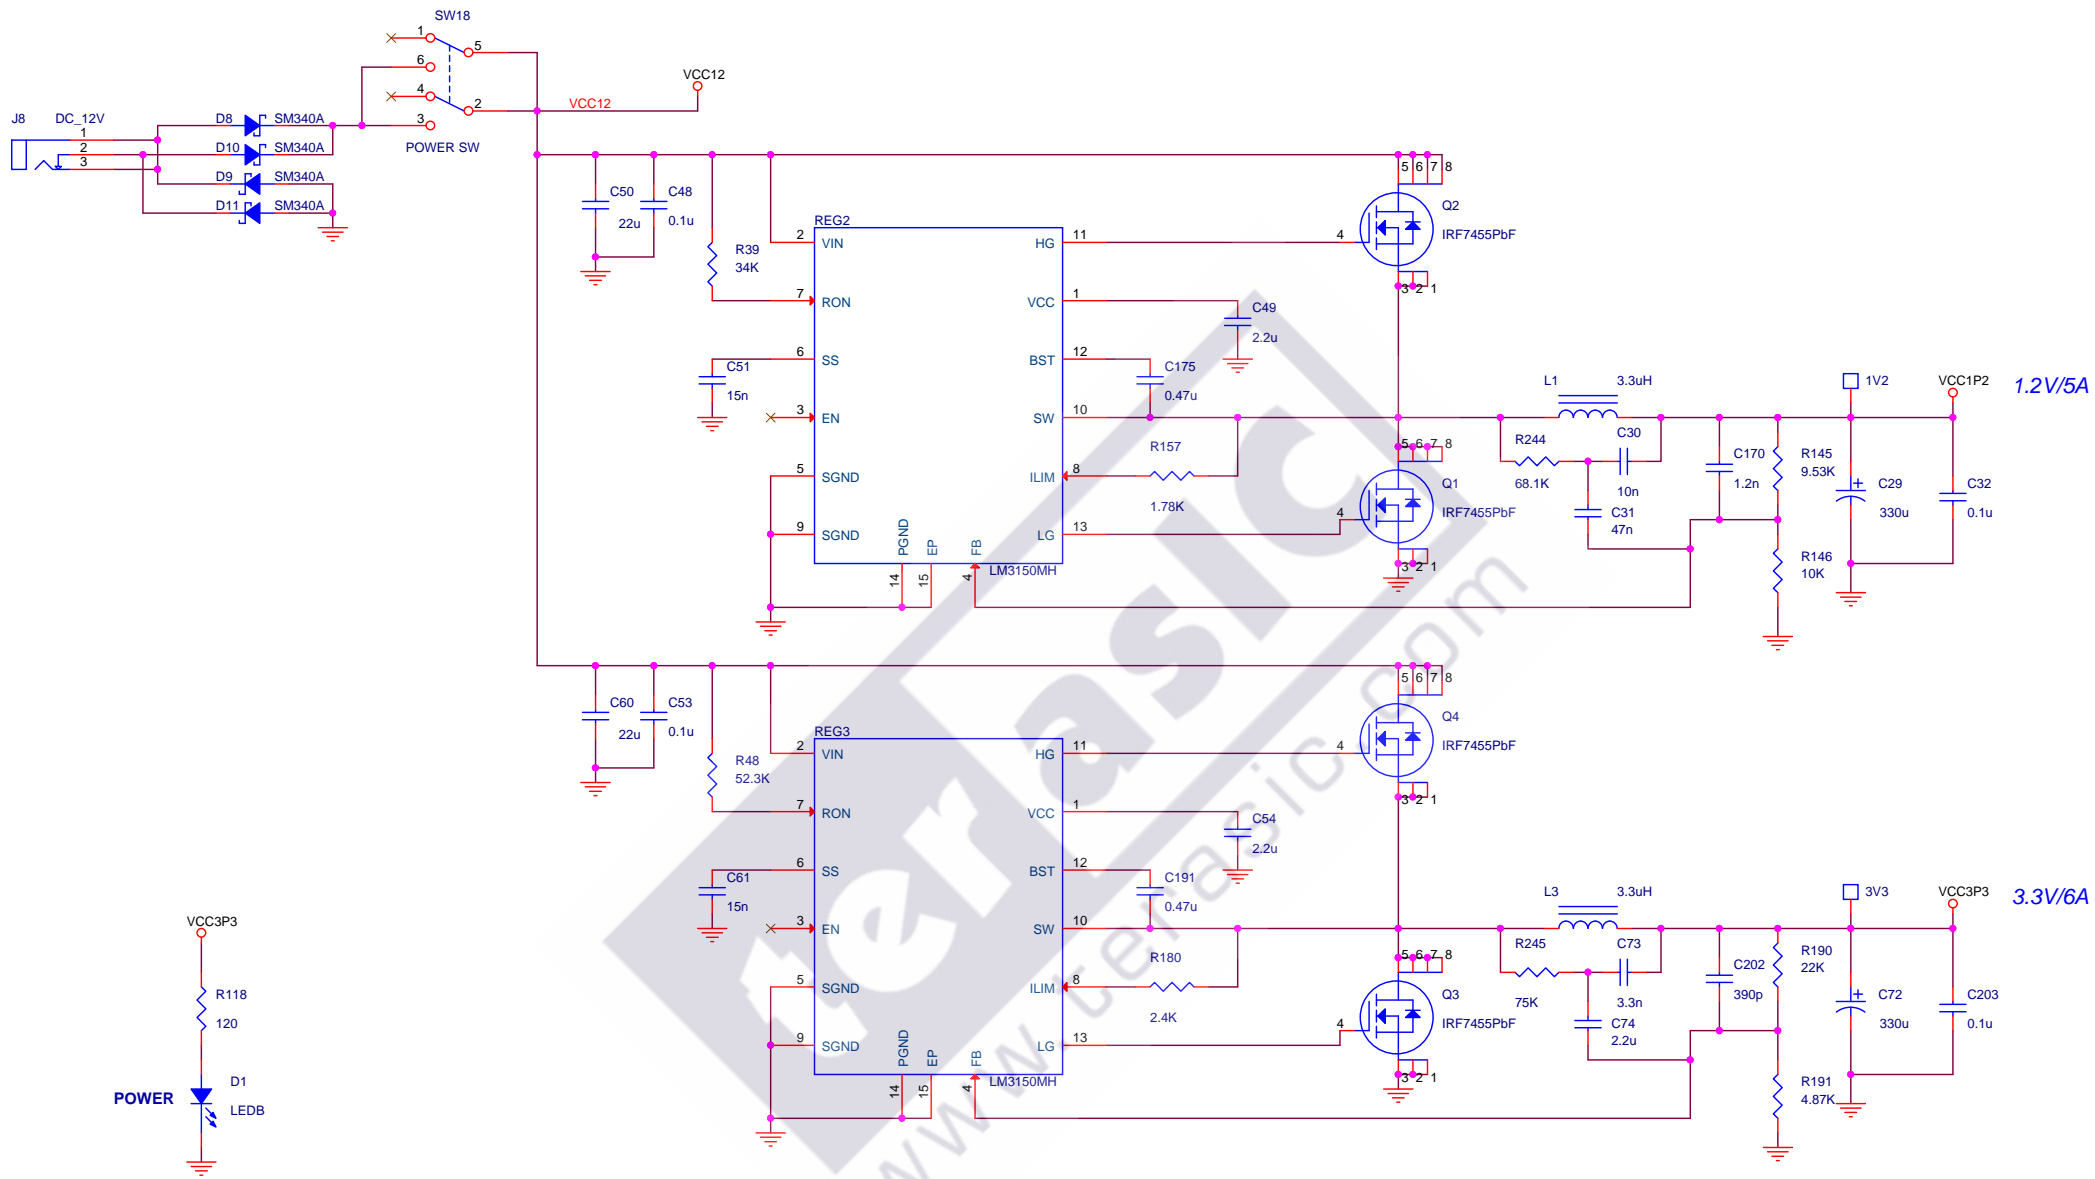 SW18
1
5
6
4
2
3
POWER SW
VCC12
VCC12
J8
DC_12V
1
2
3
D8
SM340A
D10
SM340A
D9
SM340A
D11
SM340A
C50
22u
C48
0.1u
R39
34K
REG2
2
VIN
7
RON
6
SS
3
EN
5
SGND
9
SGND
11
HG
1
VCC
12
BST
10
SW
8
ILIM
13
LG
PGND
14
EP
15
FB
4
LM3150MH
C51
15n
C49
2.2u
C175
0.47u
R157
1.78K
5 6 7 8
Q2
IRF7455PbF
4
3 2 1
5 6 7 8
Q1
IRF7455PbF
4
3 2 1
L1
3.3uH
R244
68.1K
C30
10n
C31
47n
C170
1.2n
R145
9.53K
R146
10K
1V2
C29
330u
VCC1P2
C32
0.1u
1.2V/5A
C60
22u
C53
0.1u
R48
52.3K
REG3
2
VIN
7
RON
6
SS
3
EN
5
SGND
9
SGND
11
HG
1
VCC
12
BST
10
SW
8
ILIM
13
LG
PGND
14
EP
15
FB
4
LM3150MH
C61
15n
C54
2.2u
C191
0.47u
R180
2.4K
5 6 7 8
Q4
IRF7455PbF
4
3 2 1
5 6 7 8
Q3
IRF7455PbF
4
3 2 1
L3
3.3uH
R245
75K
C73
3.3n
C74
2.2u
C202
390p
R190
22K
R191
4.87K
3V3
C72
330u
VCC3P3
C203
0.1u
3.3V/6A
VCC3P3
R118
120
POWER
D1
LEDB
terasic
www.terasic.com